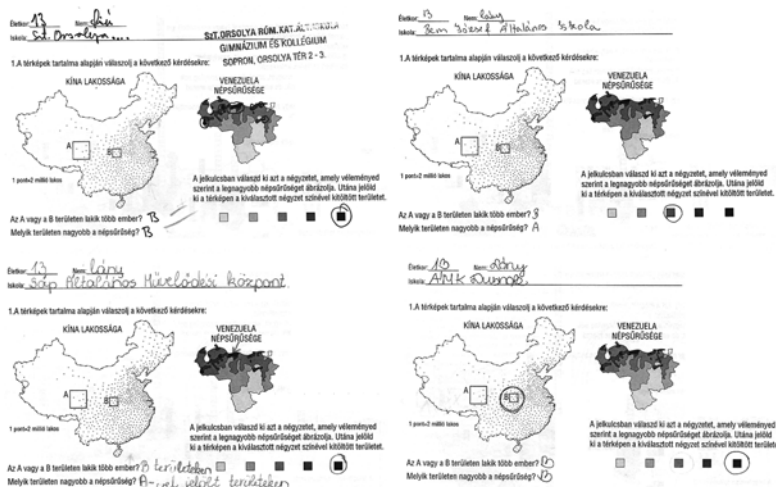 Életkor: 13 Nem: fiú
Iskola: Szt. Orsolya....
SZT.ORSOLYA RÓM.KAT.ÁLT.ISKOLA
GIMNÁZIUM ÉS KOLLÉGIUM
SOPRON, ORSOLYA TÉR 2 - 3.
1.A térképek tartalma alapján válaszolj a következő kérdésekre:
KÍNA LAKOSSÁGA
VENEZUELA
NÉPSŰRŰSÉGE
A
B
1 pont=2 millió lakos
A jelkulcsban válaszd ki azt a négyzetet, amely véleményed
szerint a legnagyobb népsűrűséget ábrázolja. Utána jelöld
ki a térképen a kiválasztott négyzet színével kitöltött területet.
Az A vagy a B területen lakik több ember? B
Melyik területen nagyobb a népsűrűség? B
Életkor: 13 Nem: lány
Iskola: Bem József Általános Iskola
1.A térképek tartalma alapján válaszolj a következő kérdésekre:
KÍNA LAKOSSÁGA
VENEZUELA
NÉPSŰRŰSÉGE
A
B
1 pont=2 millió lakos
A jelkulcsban válaszd ki azt a négyzetet, amely véleményed
szerint a legnagyobb népsűrűséget ábrázolja. Utána jelöld
ki a térképen a kiválasztott négyzet színével kitöltött területet.
Az A vagy a B területen lakik több ember? B
Melyik területen nagyobb a népsűrűség? A
Életkor: 13 Nem: lány
Iskola: Sáp Általános Művelődési központ
1.A térképek tartalma alapján válaszolj a következő kérdésekre:
KÍNA LAKOSSÁGA
VENEZUELA
NÉPSŰRŰSÉGE
A
B
1 pont=2 millió lakos
A jelkulcsban válaszd ki azt a négyzetet, amely véleményed
szerint a legnagyobb népsűrűséget ábrázolja. Utána jelöld
ki a térképen a kiválasztott négyzet színével kitöltött területet.
Az A vagy a B területen lakik több ember? B területeken
Melyik területen nagyobb a népsűrűség? A-val jelölt területeken
Életkor: 13 Nem: Lány
Iskola: ÁMK
1.A térképek tartalma alapján válaszolj a következő kérdésekre:
KÍNA LAKOSSÁGA
VENEZUELA
NÉPSŰRŰSÉGE
A
B
1 pont=2 millió lakos
A jelkulcsban válaszd ki azt a négyzetet, amely véleményed
szerint a legnagyobb népsűrűséget ábrázolja. Utána jelöld
ki a térképen a kiválasztott négyzet színével kitöltött területet.
Az A vagy a B területen lakik több ember? B
Melyik területen nagyobb a népsűrűség? B